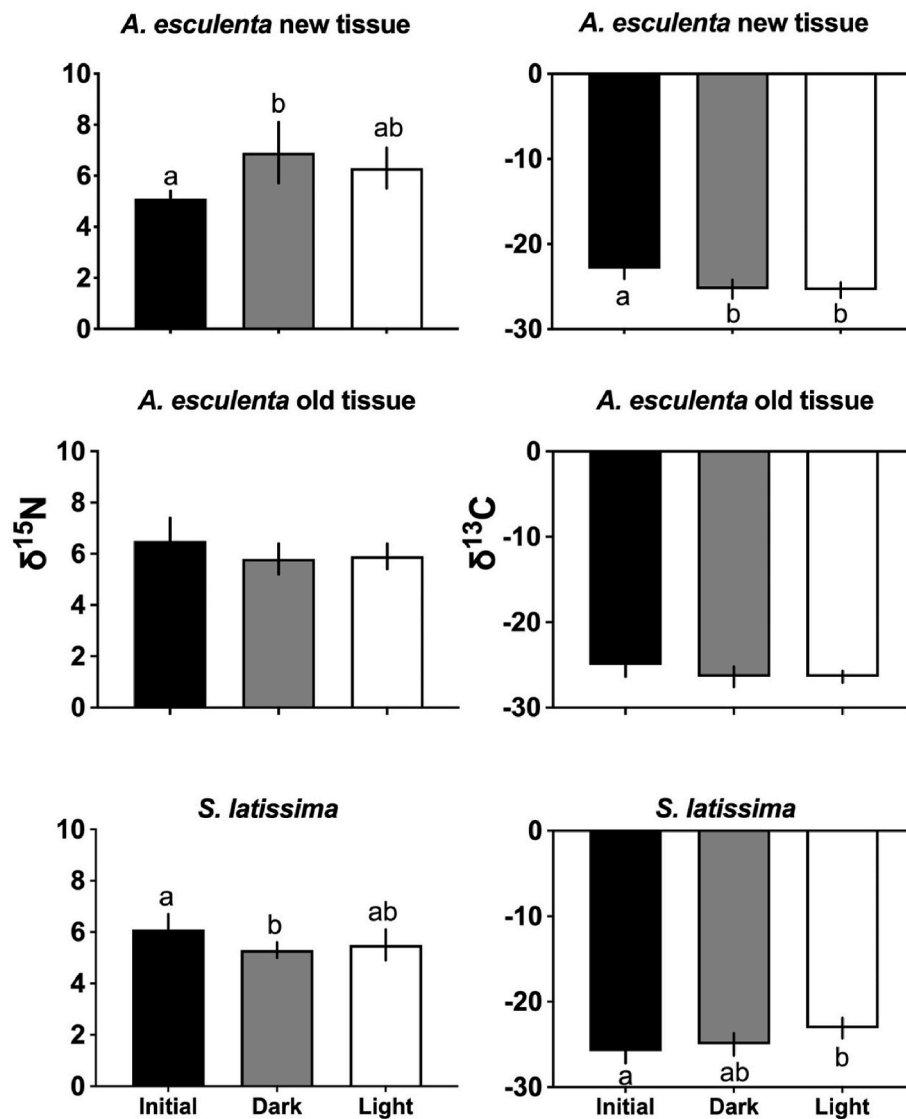 A. esculenta new tissue
10
8
6
4
2
0
a
b
ab
A. esculenta new tissue
0
-10
-20
-30
a
b
b
A. esculenta old tissue
10
8
6
4
2
0
δ15N
A. esculenta old tissue
0
-10
-20
-30
δ13C
S. latissima
10
8
6
4
2
0
a
b
ab
Initial Dark Light
S. latissima
0
-10
-20
-30
a
ab
b
Initial Dark Light